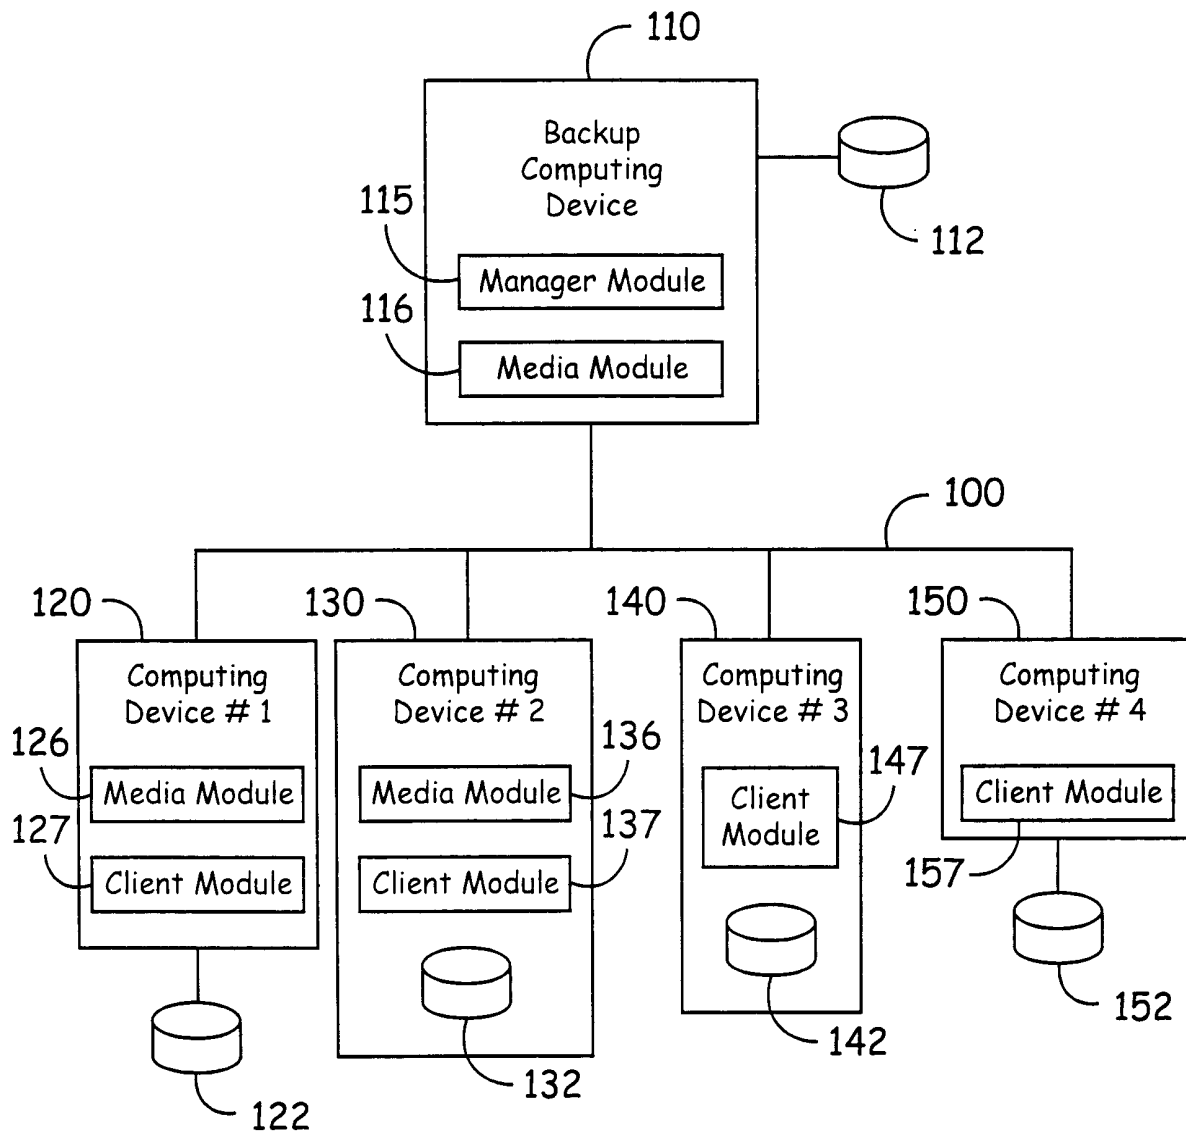 110
Backup
Computing
Device
112
115
Manager Module
116
Media Module
100
120
130
140
150
Computing
Device # 1
Computing
Device # 2
Computing
Device # 3
Computing
Device # 4
126
Media Module
Media Module
136
Client
Module
147
Client Module
127
Client Module
Client Module
137
157
122
132
142
152